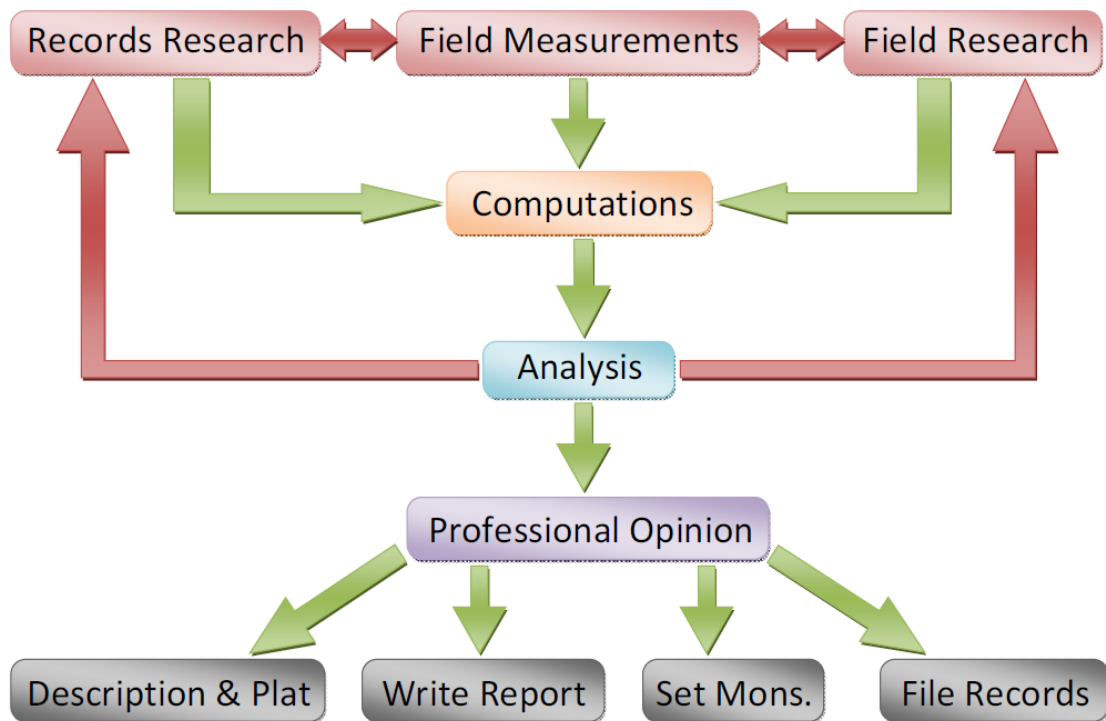 Records Research
Field Measurements
Field Research
Computations
Analysis
Professional Opinion
Description & Plat
Write Report
Set Mons.
File Records